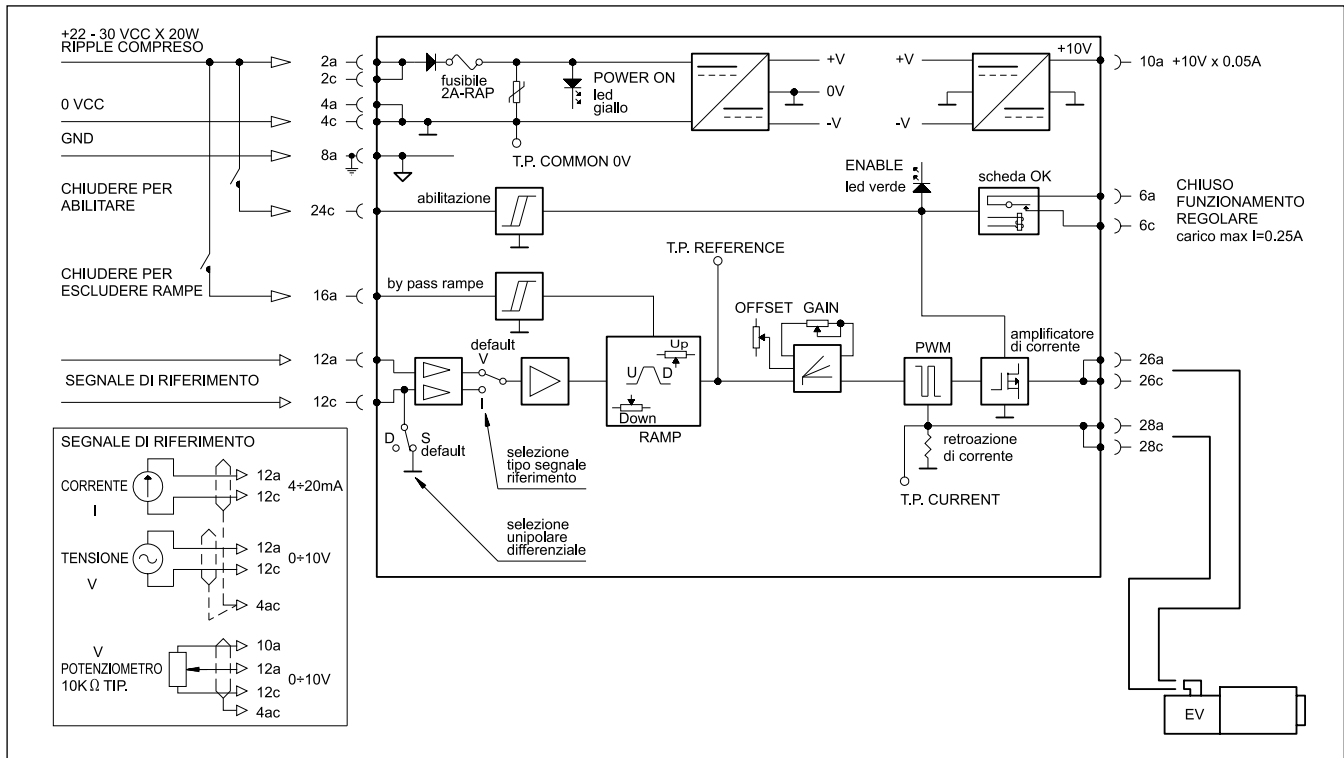 +22 - 30 VCC X 20W
RIPPLE COMPRESO
2a
2c
0 VCC
4a
4c
GND
8a
CHIUDERE PER
ABILITARE
24c
CHIUDERE PER
ESCLUDERE RAMPE
16a
12a
SEGNALE DI RIFERIMENTO
12c
fusibile
2A-RAP
POWER ON
led
giallo
T.P. COMMON 0V
+V
0V
-V
+V
-V
+10V
10a +10V x 0.05A
ENABLE
led verde
scheda OK
6a
6c
CHIUSO
FUNZIONAMENTO
REGOLARE
carico max I=0.25A
abilitazione
T.P. REFERENCE
by pass rampe
OFFSET
GAIN
amplificatore
di corrente
default
V
I
Up
U
D
Down
RAMP
PWM
26a
26c
28a
28c
D
S
default
selezione
tipo segnale
riferimento
retroazione
di corrente
T.P. CURRENT
selezione
unipolare
differenziale
SEGNALE DI RIFERIMENTO
CORRENTE
I
12a
12c
4÷20mA
TENSIONE
V
12a
12c
0÷10V
4ac
V
POTENZIOMETRO
10KΩ TIP.
10a
12a
12c
0÷10V
4ac
EV